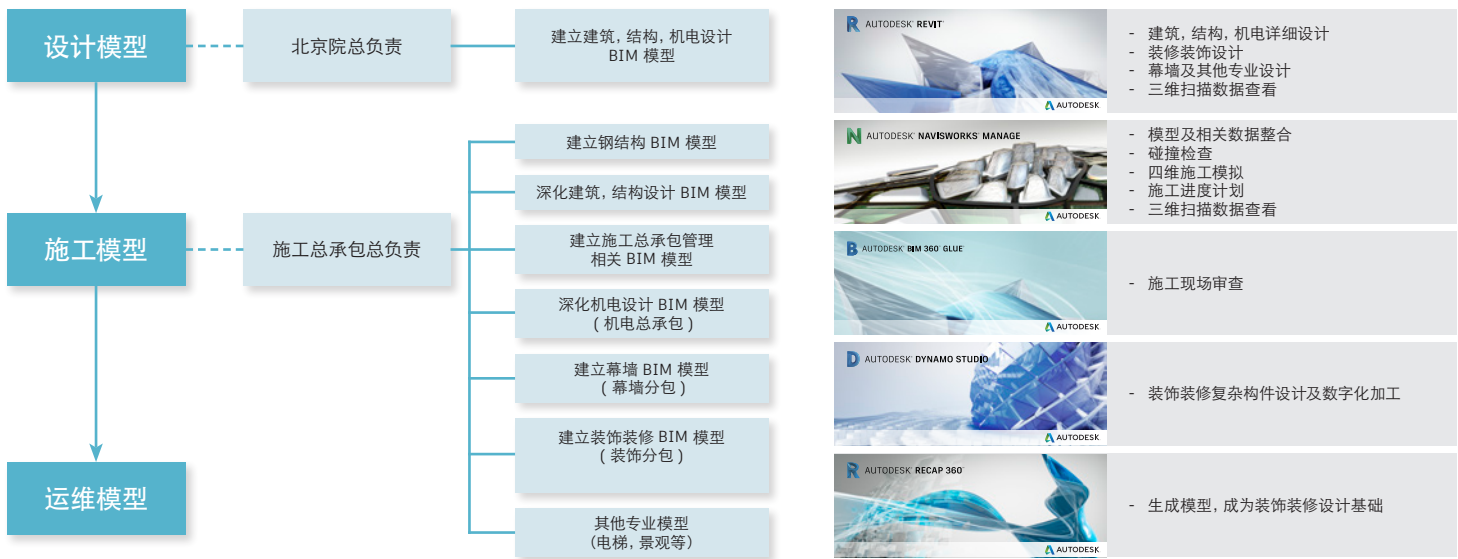 设计模型
北京院总负责
建立建筑, 结构, 机电设计
BIM 模型
施工模型
施工总承包总负责
建立钢结构 BIM 模型
深化建筑, 结构设计 BIM 模型
建立施工总承包管理
相关 BIM 模型
深化机电设计 BIM 模型
( 机电总承包 )
建立幕墙 BIM 模型
( 幕墙分包 )
建立装饰装修 BIM 模型
( 装饰分包 )
其他专业模型
(电梯, 景观等)
运维模型
R AUTODESK® REVIT®
AUTODESK
- 建筑, 结构, 机电详细设计
- 装修装饰设计
- 幕墙及其他专业设计
- 三维扫描数据查看
N AUTODESK® NAVISWORKS® MANAGE
AUTODESK
- 模型及相关数据整合
- 碰撞检查
- 四维施工模拟
- 施工进度计划
- 三维扫描数据查看
B AUTODESK® BIM 360™ GLUE®
AUTODESK
- 施工现场审查
D AUTODESK® DYNAMO STUDIO
AUTODESK
- 装饰装修复杂构件设计及数字化加工
R AUTODESK® RECAP 360™
AUTODESK
- 生成模型, 成为装饰装修设计基础